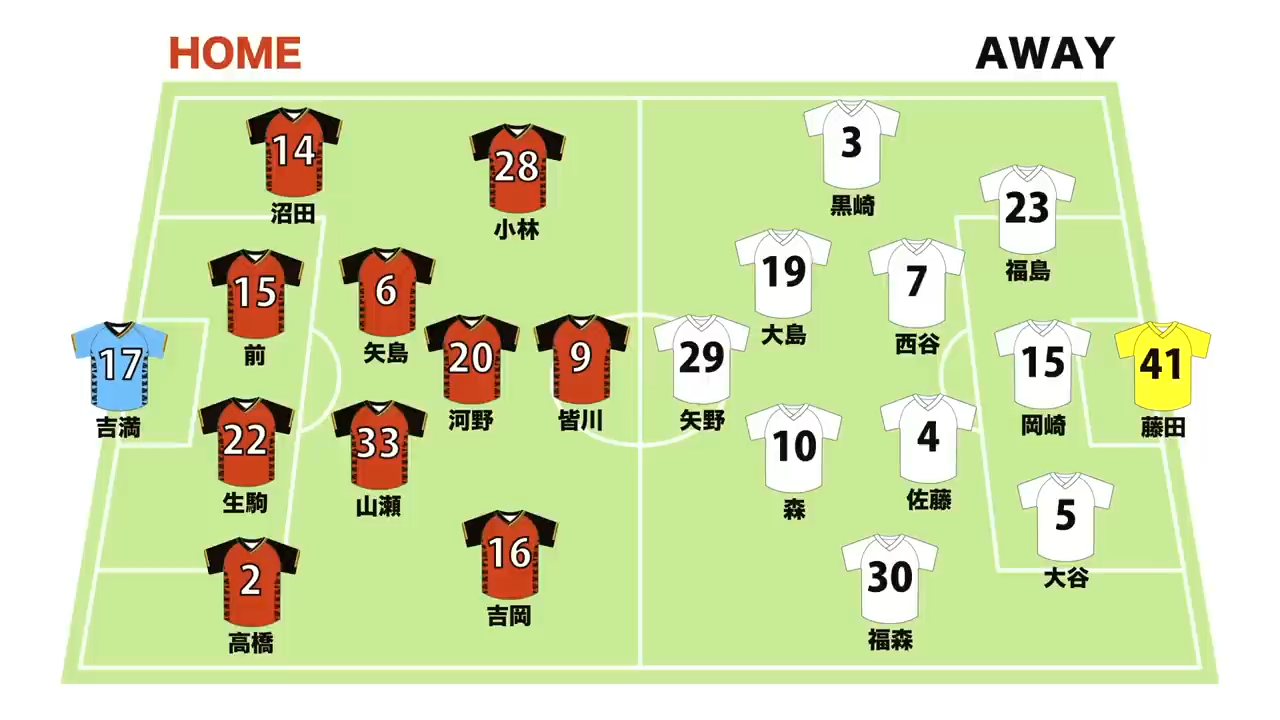 HOME
AWAY
14
沼田
28
小林
15
前
6
矢島
17
吉満
20
河野
9
皆川
22
生駒
33
山瀬
2
高橋
16
吉岡
3
黒崎
23
福島
19
大島
7
西谷
29
矢野
15
岡崎
41
藤田
10
森
4
佐藤
5
大谷
30
福森